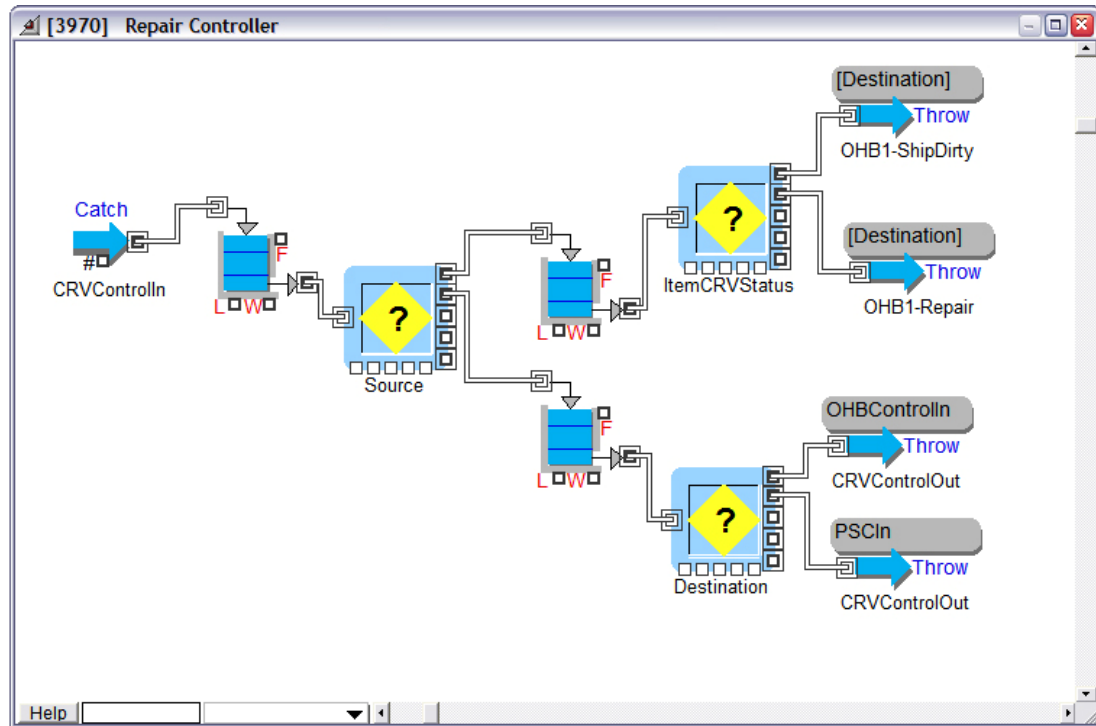 [3970] Repair Controller
[Destination]
Throw
OHB1-ShipDirty
Catch
#
CRVControlIn
F
L W
?
Source
F
L W
?
ItemCRVStatus
[Destination]
Throw
OHB1-Repair
F
L W
?
Destination
OHBControlIn
Throw
CRVControlOut
PSCIn
Throw
CRVControlOut
Help